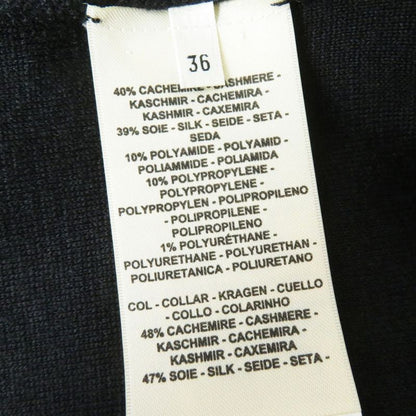 36
40% CACHEMIRE - CASHMERE -
KASCHMIR - CACHEMIRA -
KASHMIR - CAXEMIRA
39% SOIE - SILK - SEIDE - SETA -
SEDA
10% POLYAMIDE - POLYAMID -
POLIAMMIDE - POLIAMIDA
10% POLYPROPYLENE -
POLYPROPYLENE -
POLYPROPYLEN - POLIPROPILENO
- POLIPROPILENE -
POLIPROPILENO
1% POLYURÉTHANE -
POLYURETHANE - POLYURETHAN -
POLIURETANICA - POLIURETANO
COL - COLLAR - KRAGEN - CUELLO
- COLLO - COLARINHO
48% CACHEMIRE - CASHMERE -
KASCHMIR - CACHEMIRA -
KASHMIR - CAXEMIRA
47% SOIE - SILK - SEIDE - SETA -